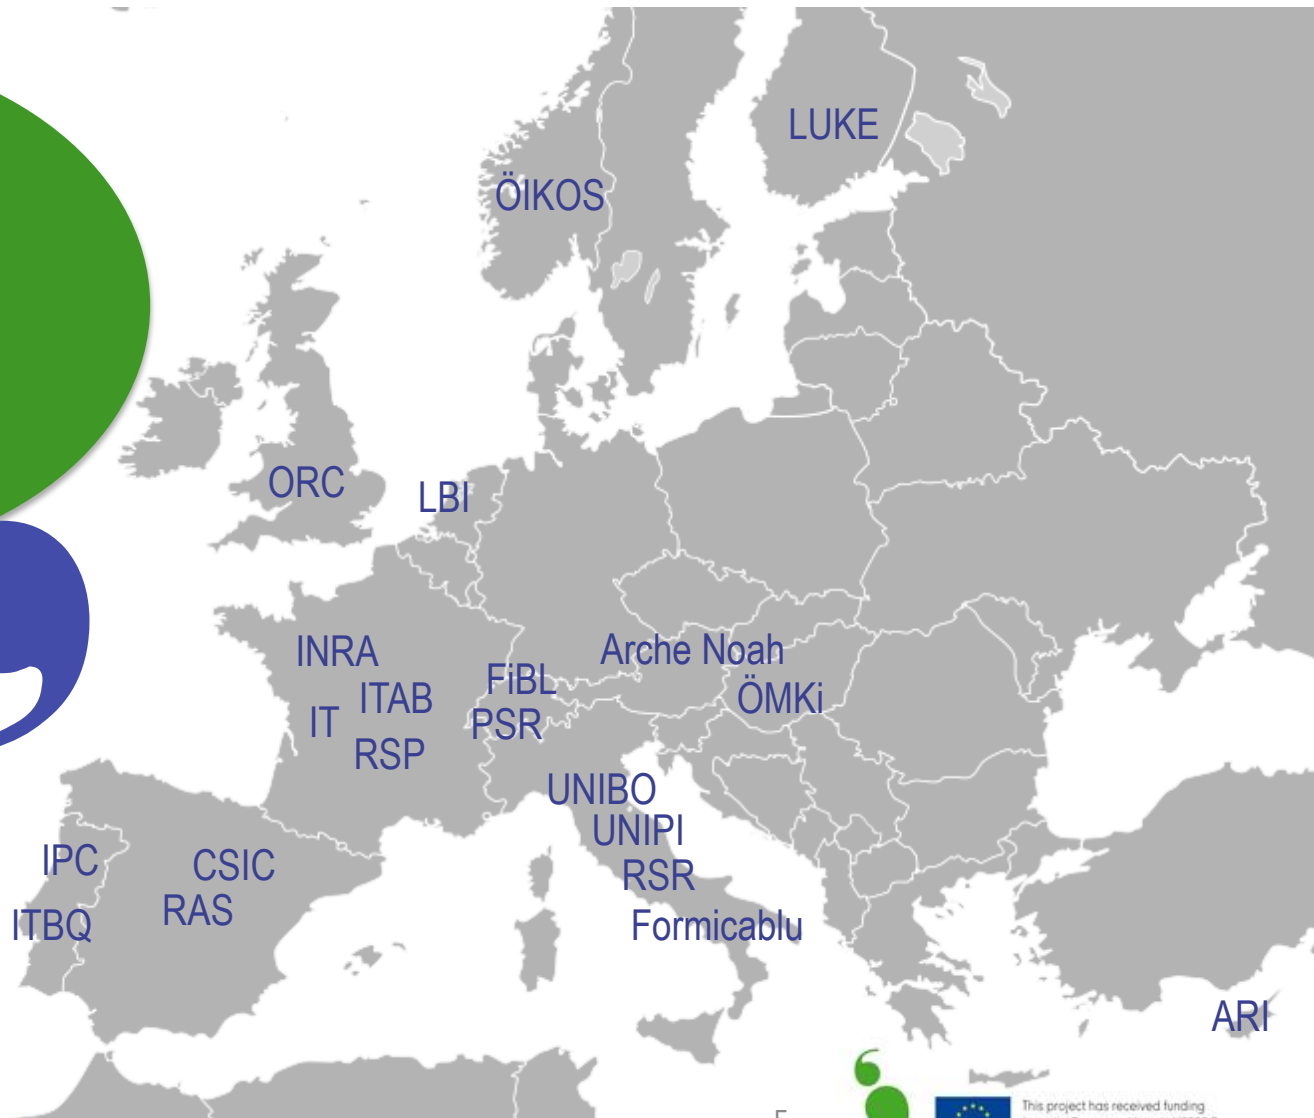 LUKE
ÖIKOS
ORC
LBI
INRA
Arche Noah
FiBL
ITAB
ÖMKi
IT
PSR
RSP
UNIBO
UNIPI
IPC
CSIC
RSR
RAS
ITBQ
Formicablu
ARI
This project has received funding